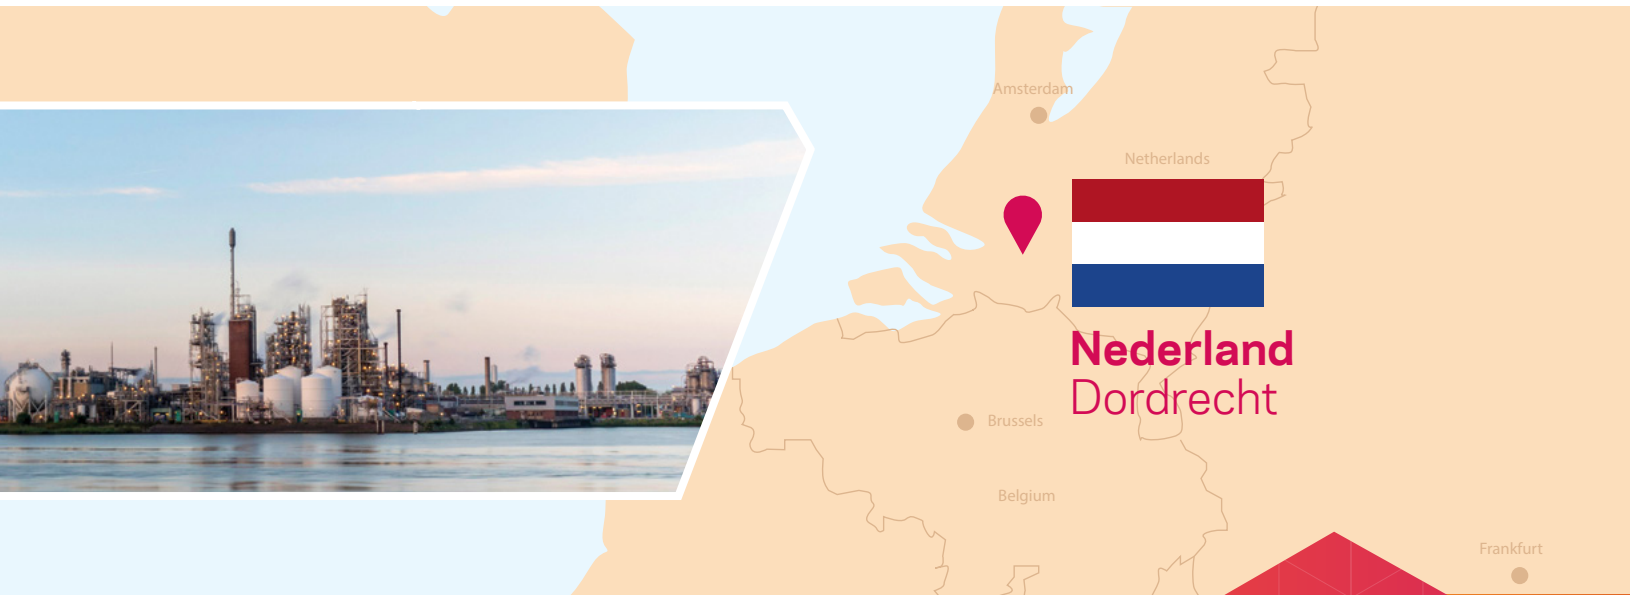 Amsterdam
Netherlands
Nederland
Dordrecht
Brussels
Belgium
Frankfurt